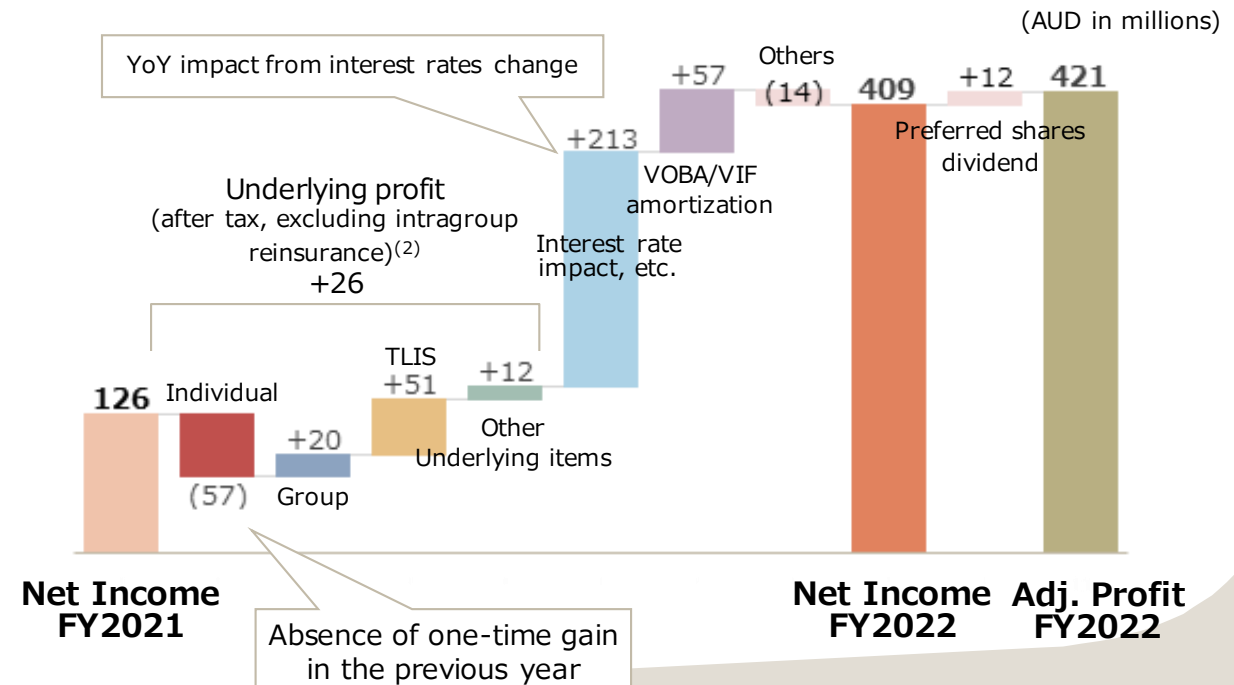 (AUD in millions)
YoY impact from interest rates change
Underlying profit
(after tax, excluding intragroup
reinsurance)(2)
+26
126
Individual
(57)
+20
Group
TLIS
+51
+12
Other
Underlying items
+213
Interest rate
impact, etc.
+57
VOBA/VIF
amortization
Others
(14)
409
+12
Preferred shares
dividend
421
Net Income
FY2021
Net Income
FY2022
Adj. Profit
FY2022
Absence of one-time gain
in the previous year